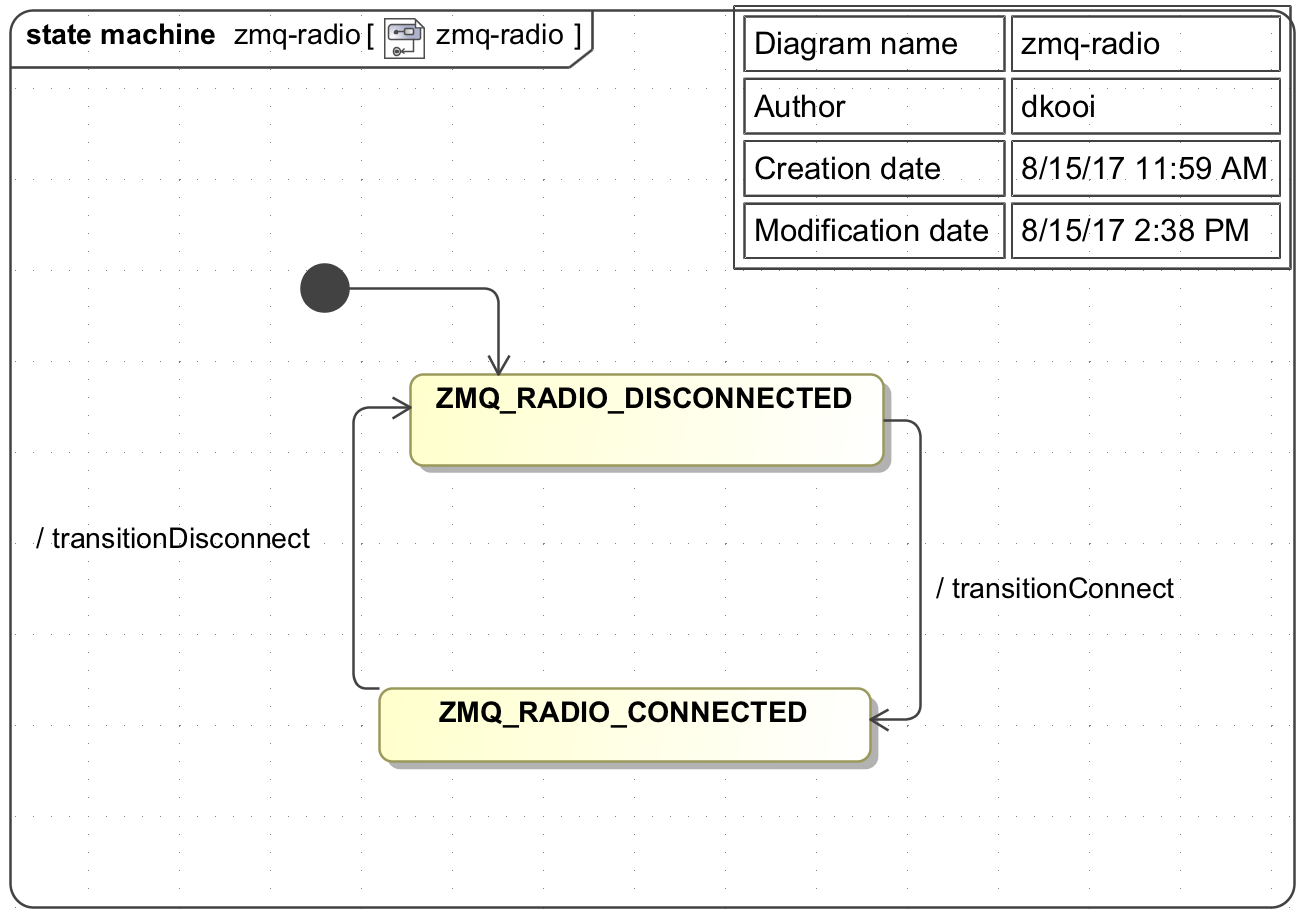 state machine zmq-radio [ zmq-radio ]
Diagram name zmq-radio
Author dkooi
Creation date 8/15/17 11:59 AM
Modification date 8/15/17 2:38 PM
ZMQ_RADIO_DISCONNECTED
/ transitionDisconnect
/ transitionConnect
ZMQ_RADIO_CONNECTED